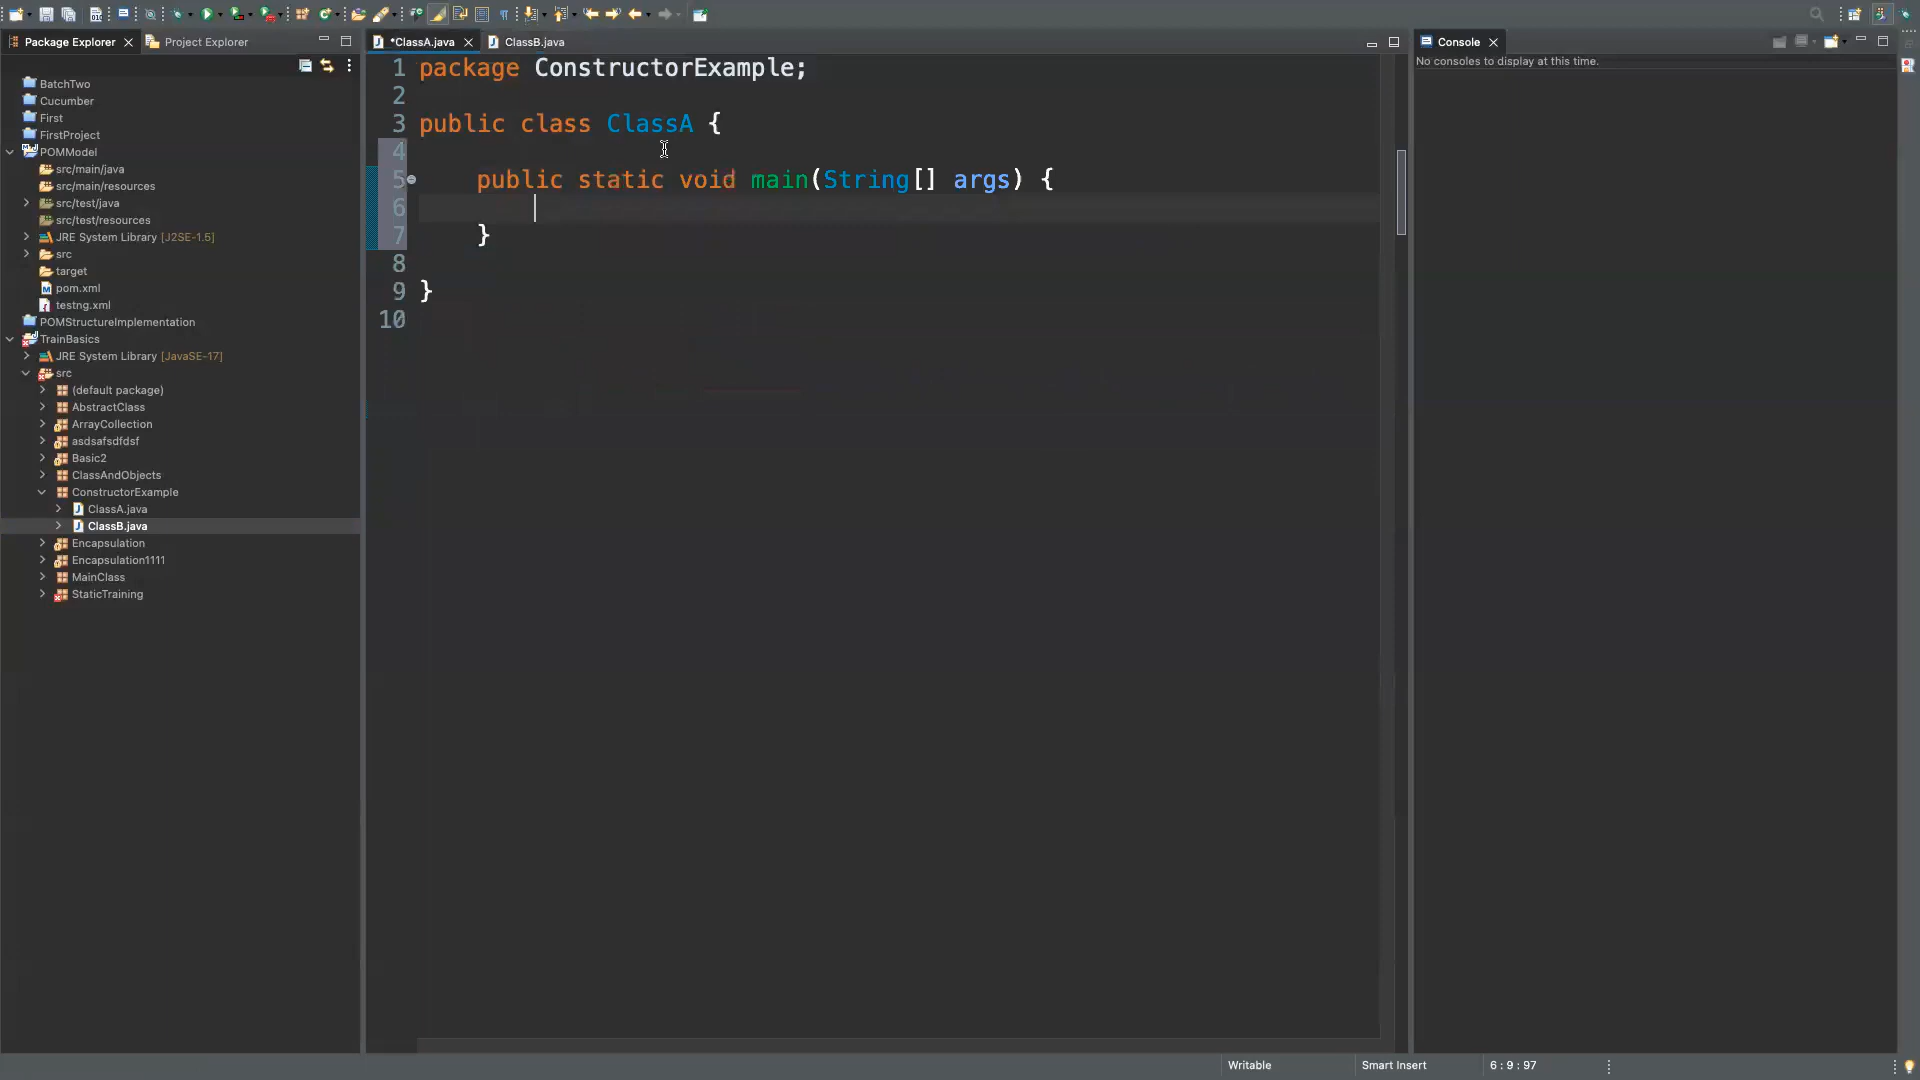 Package Explorer
Project Explorer
*ClassA.java
ClassB.java
Console
No consoles to display at this time.
BatchTwo
Cucumber
First
FirstProject
POMModel
src/main/java
src/main/resources
src/test/java
src/test/resources
JRE System Library [J2SE-1.5]
src
target
pom.xml
testng.xml
POMStructureImplementation
TrainBasics
JRE System Library [JavaSE-17]
src
(default package)
AbstractClass
ArrayCollection
asdsafsdfdsf
Basic2
ClassAndObjects
ConstructorExample
ClassA.java
ClassB.java
Encapsulation
Encapsulation1111
MainClass
StaticTraining
1 package ConstructorExample;
2
3 public class ClassA {
4
5 public static void main(String[] args) {
6
7 }
8
9 }
10
Writable
Smart Insert
6 : 9 : 97